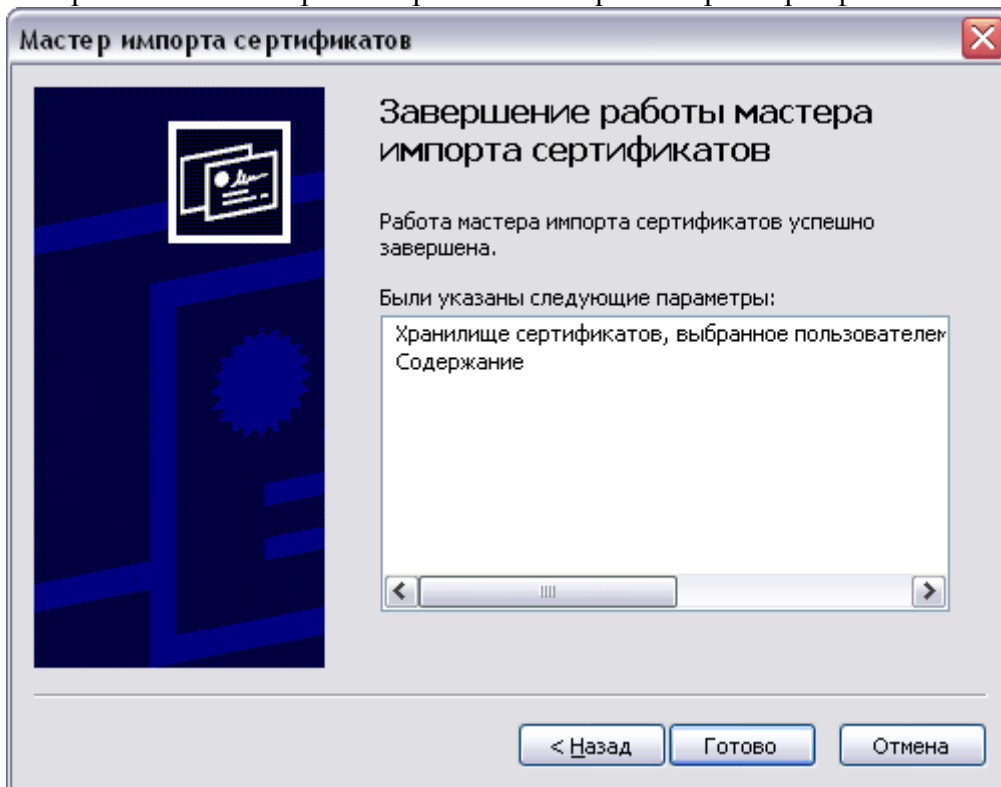 Мастер импорта сертификатов
Завершение работы мастера
импорта сертификатов
Работа мастера импорта сертификатов успешно
завершена.
Были указаны следующие параметры:
Хранилище сертификатов, выбранное пользователем
Содержание
< Назад
Готово
Отмена